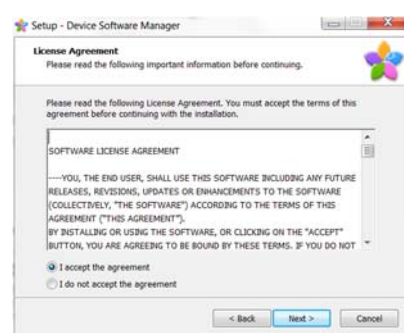 Setup - Device Software Manager
License Agreement
Please read the following important information before continuing.
Please read the following License Agreement. You must accept the terms of this
agreement before continuing with the installation.
SOFTWARE LICENSE AGREEMENT
----YOU, THE END USER, SHALL USE THIS SOFTWARE INCLUDING ANY FUTURE
RELEASES, REVISIONS, UPDATES OR ENHANCEMENTS TO THE SOFTWARE
(COLLECTIVELY, "THE SOFTWARE") ACCORDING TO THE TERMS OF THIS
AGREEMENT ("THIS AGREEMENT").
BY INSTALLING OR USING THE SOFTWARE, OR CLICKING ON THE "ACCEPT"
BUTTON, YOU ARE AGREEING TO BE BOUND BY THESE TERMS. IF YOU DO NOT
I accept the agreement
I do not accept the agreement
< Back
Next >
Cancel